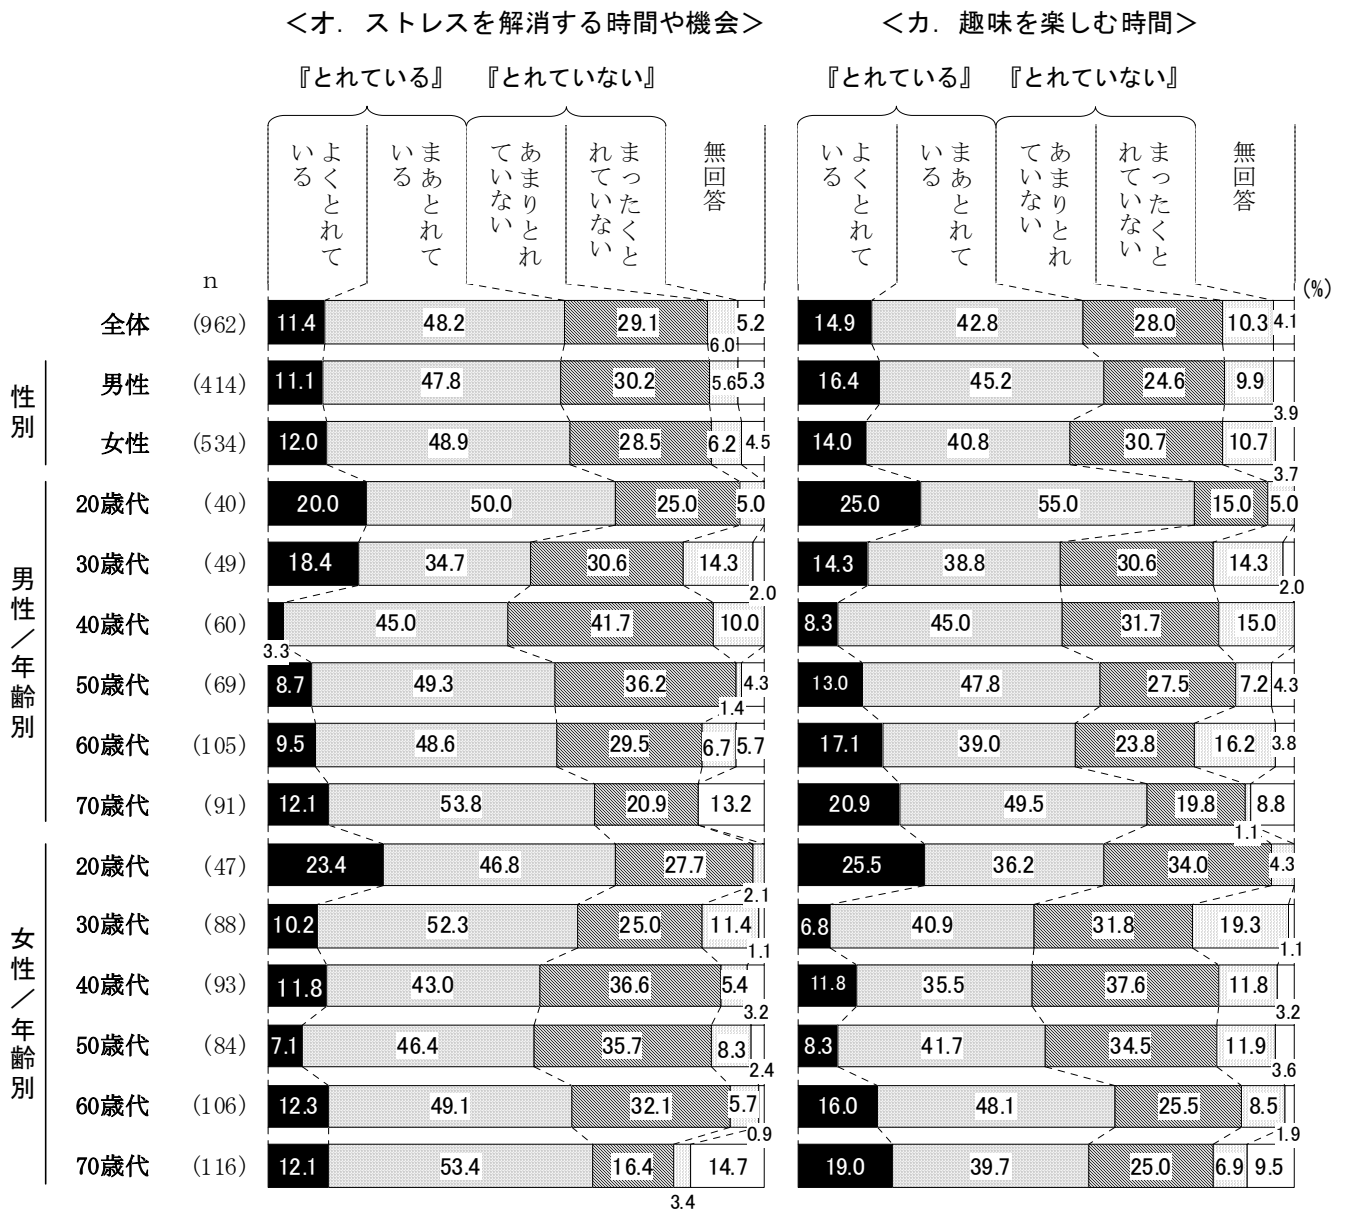 ＜オ．ストレスを解消する時間や機会＞ ＜カ．趣味を楽しむ時間＞
『とれている』 『とれていない』 『とれている』 『とれていない』
よくとれて
いる
まあとれて
いる
あまりとれ
ていない
まったくと
れていない
無回答
よくとれて
いる
まあとれて
いる
あまりとれ
ていない
まったくと
れていない
無回答
n
(%)
全体 (962) 11.4 48.2 29.1 6.0 5.2 14.9 42.8 28.0 10.3 4.1
性別
男性 (414) 11.1 47.8 30.2 5.6 5.3 16.4 45.2 24.6 9.9 3.9
女性 (534) 12.0 48.9 28.5 6.2 4.5 14.0 40.8 30.7 10.7 3.7
男性／年齢別
20歳代 (40) 20.0 50.0 25.0 5.0 25.0 55.0 15.0 5.0
30歳代 (49) 18.4 34.7 30.6 14.3 2.0 14.3 38.8 30.6 14.3 2.0
40歳代 (60) 3.3 45.0 41.7 10.0 8.3 45.0 31.7 15.0
50歳代 (69) 8.7 49.3 36.2 1.4 4.3 13.0 47.8 27.5 7.2 4.3
60歳代 (105) 9.5 48.6 29.5 6.7 5.7 17.1 39.0 23.8 16.2 3.8
70歳代 (91) 12.1 53.8 20.9 13.2 20.9 49.5 19.8 1.1 8.8
女性／年齢別
20歳代 (47) 23.4 46.8 27.7 2.1 25.5 36.2 34.0 4.3
30歳代 (88) 10.2 52.3 25.0 11.4 1.1 6.8 40.9 31.8 19.3 1.1
40歳代 (93) 11.8 43.0 36.6 5.4 3.2 11.8 35.5 37.6 11.8 3.2
50歳代 (84) 7.1 46.4 35.7 8.3 2.4 8.3 41.7 34.5 11.9 3.6
60歳代 (106) 12.3 49.1 32.1 5.7 0.9 16.0 48.1 25.5 8.5 1.9
70歳代 (116) 12.1 53.4 16.4 3.4 14.7 19.0 39.7 25.0 6.9 9.5